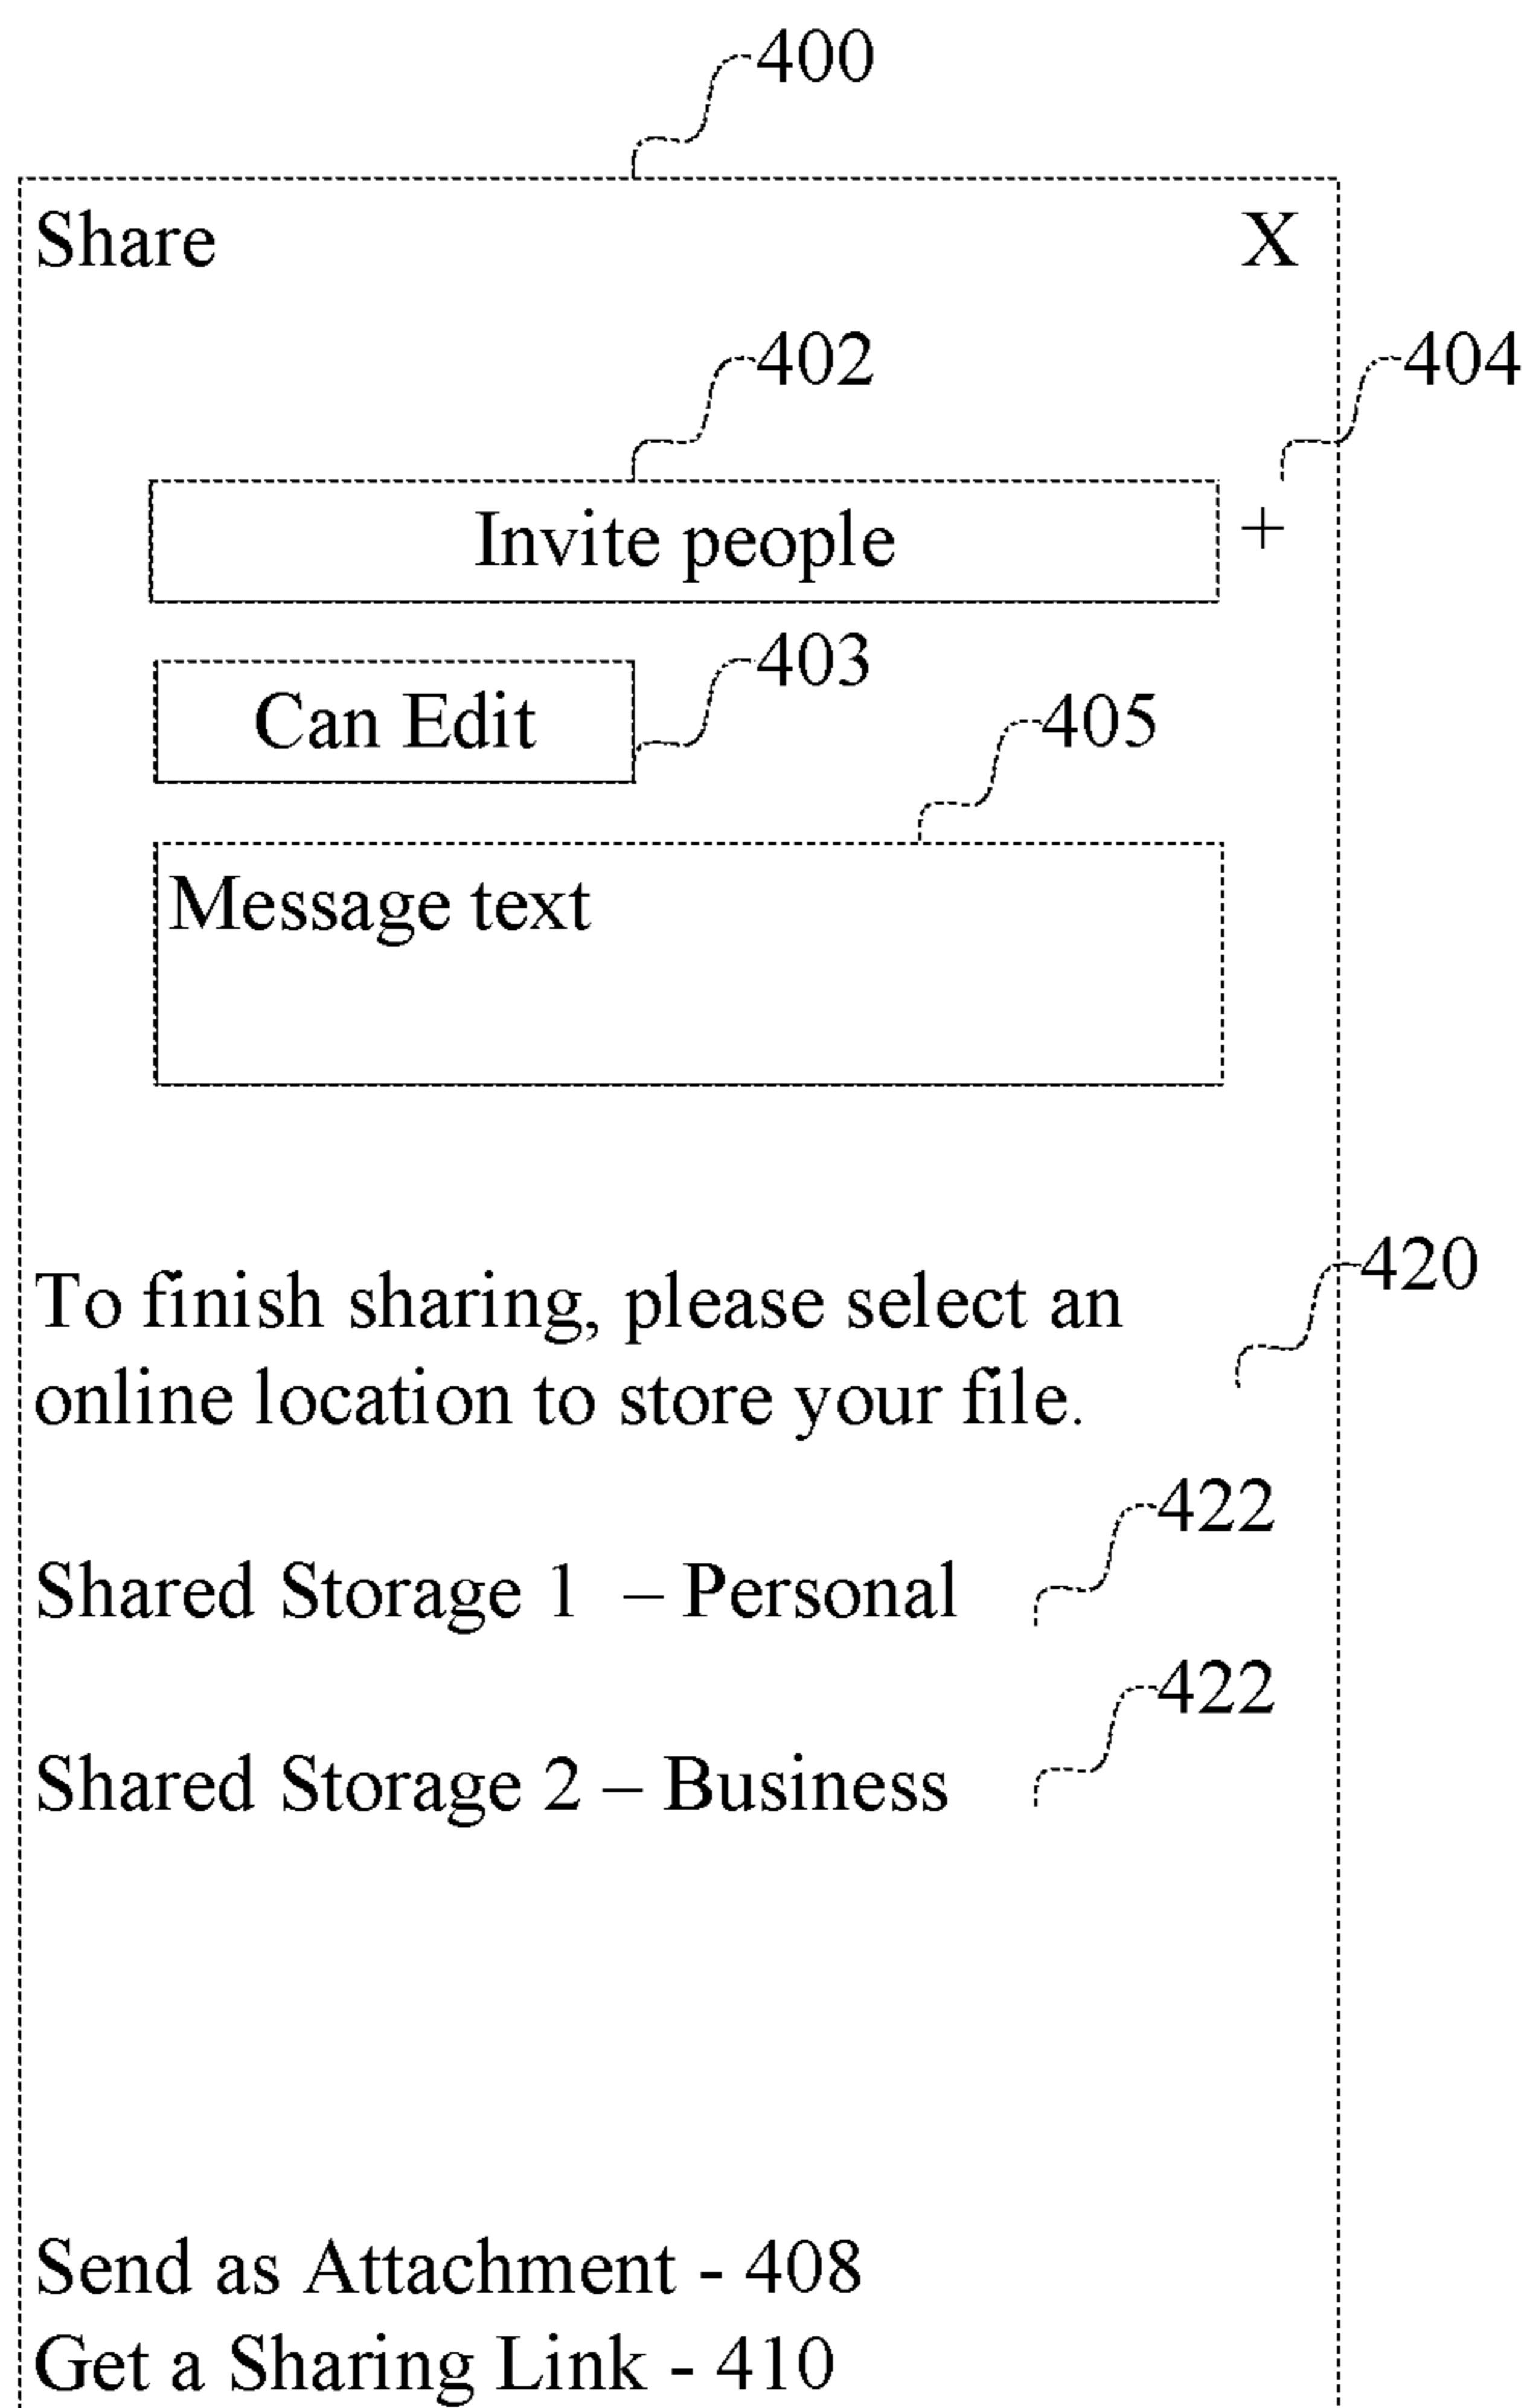 400
Share X
402 404
Invite people +
403
Can Edit
405
Message text
420
To finish sharing, please select an
online location to store your file.
422
Shared Storage 1 – Personal
422
Shared Storage 2 – Business
Send as Attachment - 408
Get a Sharing Link - 410